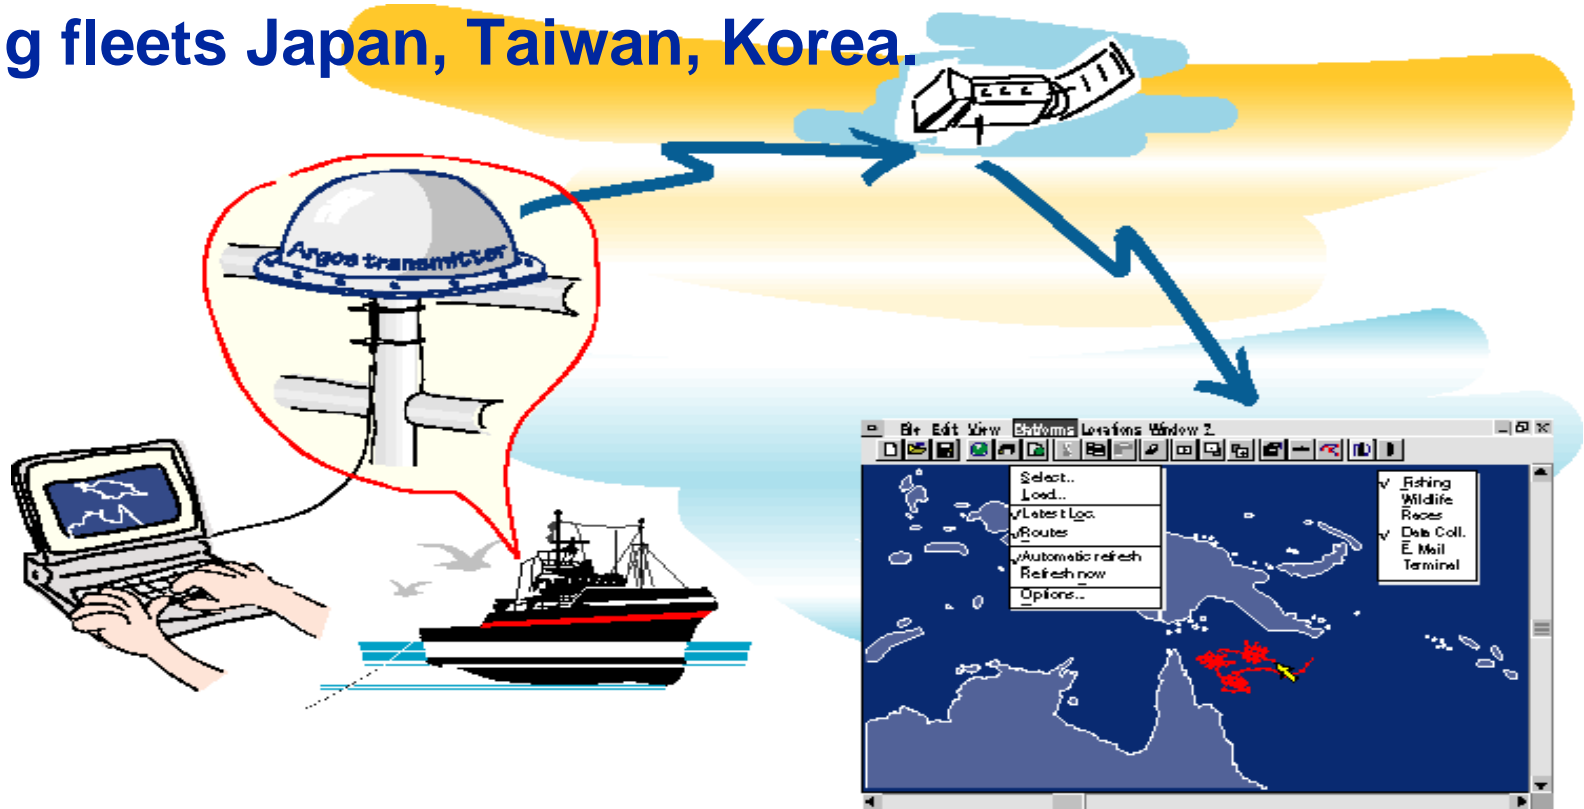 g fleets Japan, Taiwan, Korea.
Argos transmitter
File Edit View Platforms Locations Window ?
Select...
Load...
Latest Loc.
Routes
Automatic refresh
Refresh now
Options...
Fishing
Wildlife
Races
Data Coll.
E. Mail
Terminal